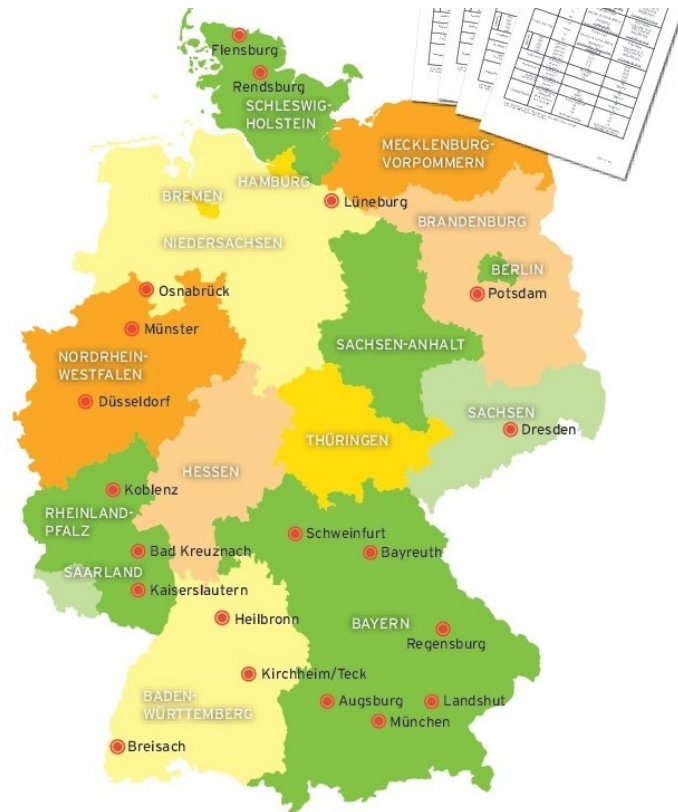 Flensburg
Rendsburg
SCHLESWIG-
HOLSTEIN
MECKLENBURG-
VORPOMMERN
HAMBURG
BREMEN
Lüneburg
BRANDENBURG
NIEDERSACHSEN
BERLIN
Osnabrück
Potsdam
Münster
SACHSEN-ANHALT
NORDRHEIN-
WESTFALEN
Düsseldorf
SACHSEN
Dresden
THÜRINGEN
HESSEN
Koblenz
RHEINLAND-
PFALZ
Schweinfurt
Bad Kreuznach
Bayreuth
SAARLAND
Kaiserslautern
Heilbronn
BAYERN
Regensburg
Kirchheim/Teck
BADEN-
WÜRTTEMBERG
Augsburg
Landshut
München
Breisach